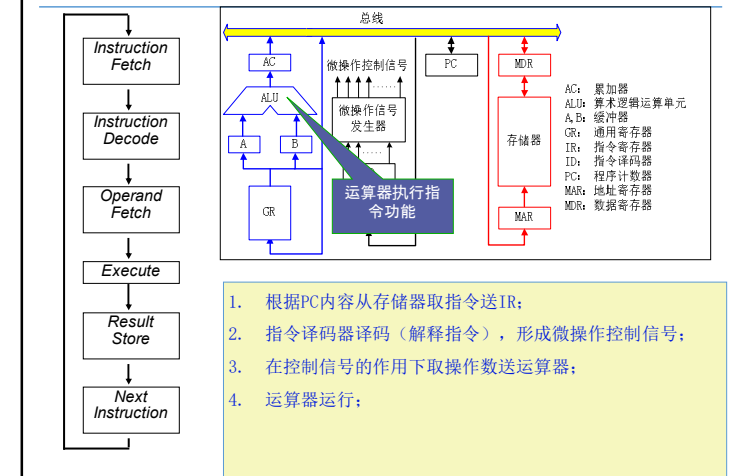 Instruction
Fetch
Instruction
Decode
Operand
Fetch
Execute
Result
Store
Next
Instruction
总线
AC
微操作控制信号
......
PC
MDR
ALU
微操作信号
发生器
A
B
......
存储器
GR
MAR
运算器执行指
令功能
AC: 累加器
ALU: 算术逻辑运算单元
A,B: 缓冲器
GR: 通用寄存器
IR: 指令寄存器
ID: 指令译码器
PC: 程序计数器
MAR: 地址寄存器
MDR: 数据寄存器
1. 根据PC内容从存储器取指令送IR;
2. 指令译码器译码（解释指令）, 形成微操作控制信号;
3. 在控制信号的作用下取操作数送运算器;
4. 运算器运行;